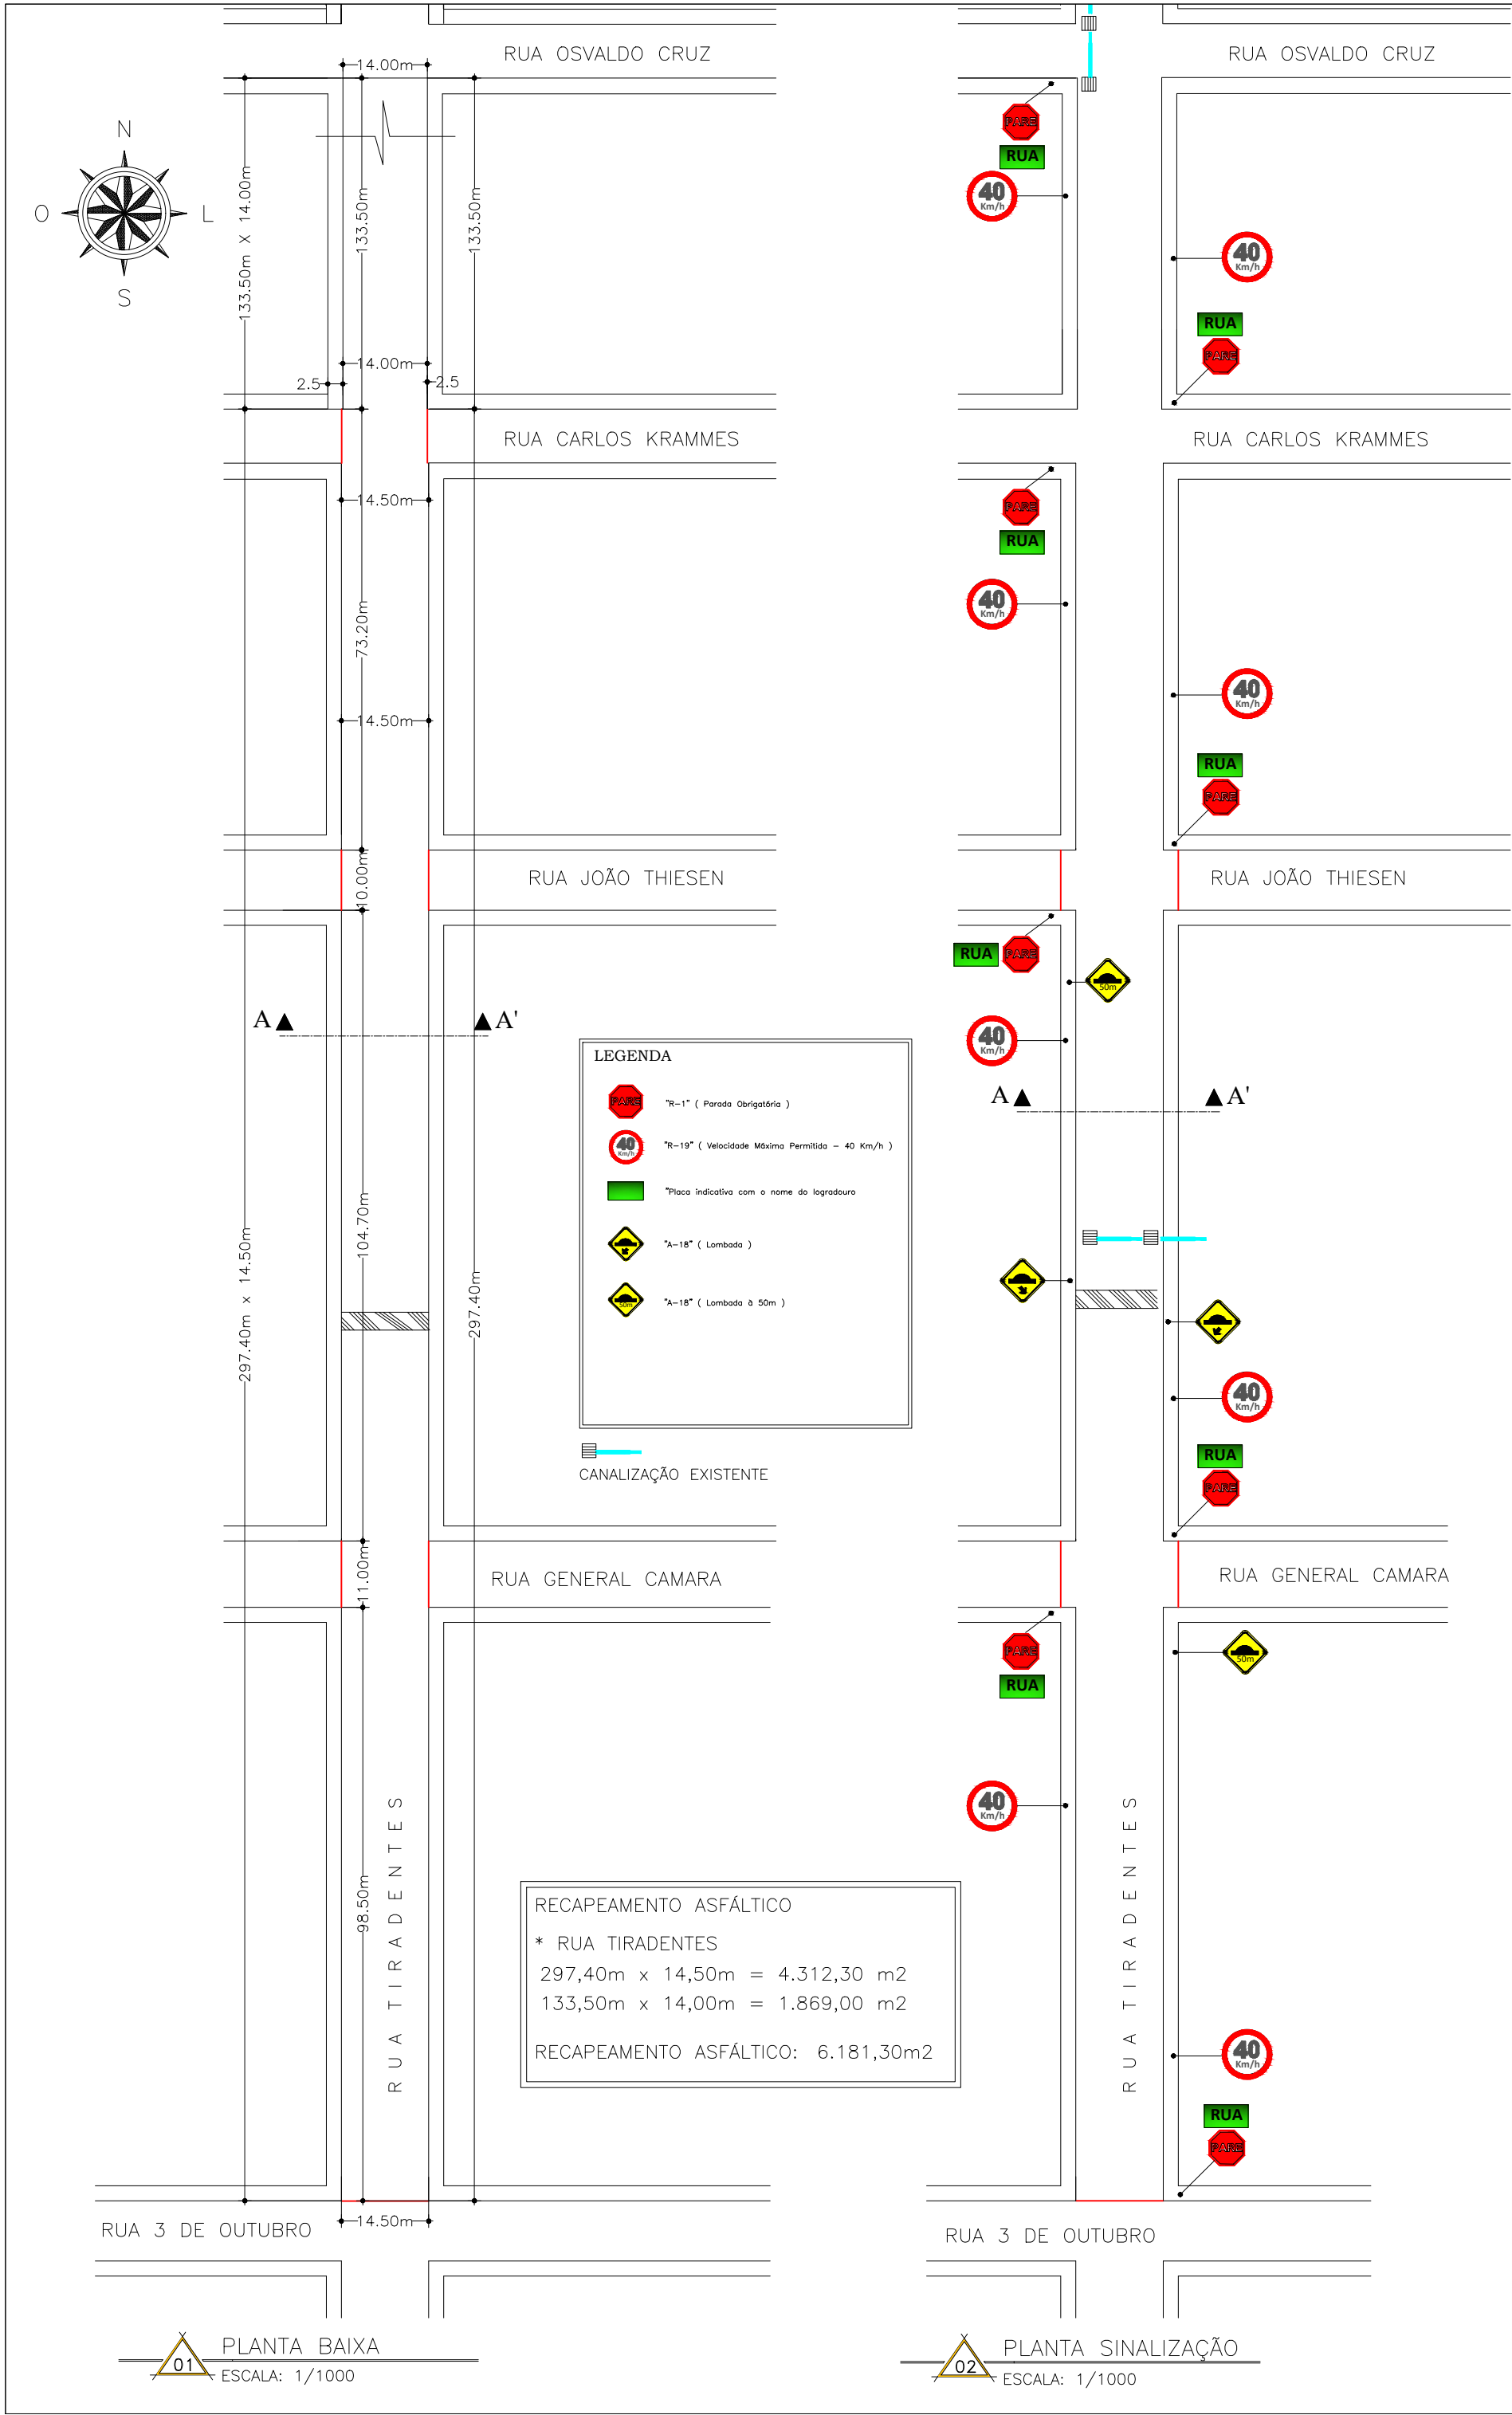 RUA OSVALDO CRUZ
14.00m
N
O
L
S
133.50m X 14.00m
133.50m
133.50m
14.00m
2.5
2.5
RUA CARLOS KRAMMES
14.50m
73.20m
14.50m
10.00m
RUA JOÃO THIESEN
A
A'
297.40m x 14.50m
104.70m
297.40m
11.00m
RUA GENERAL CAMARA
98.50m
RUA TIRADENTES
RUA 3 DE OUTUBRO
14.50m
01
PLANTA BAIXA
ESCALA: 1/1000
LEGENDA
PARE
"R-1" ( Parada Obrigatória )
40
Km/h
"R-19" ( Velocidade Máxima Permitida - 40 Km/h )
"Placa indicativa com o nome do logradouro
"A-18" ( Lombada )
50m
"A-18" ( Lombada à 50m )
CANALIZAÇÃO EXISTENTE
RECAPEAMENTO ASFÁLTICO
* RUA TIRADENTES
297,40m x 14,50m = 4.312,30 m2
133,50m x 14,00m = 1.869,00 m2
RECAPEAMENTO ASFÁLTICO: 6.181,30m2
RUA OSVALDO CRUZ
PARE
RUA
40
Km/h
40
Km/h
RUA
PARE
RUA CARLOS KRAMMES
PARE
RUA
40
Km/h
40
Km/h
RUA
PARE
RUA JOÃO THIESEN
RUA
PARE
50m
40
Km/h
A
A'
40
Km/h
RUA
PARE
RUA GENERAL CAMARA
PARE
RUA
50m
40
Km/h
RUA TIRADENTES
40
Km/h
RUA
PARE
RUA 3 DE OUTUBRO
02
PLANTA SINALIZAÇÃO
ESCALA: 1/1000